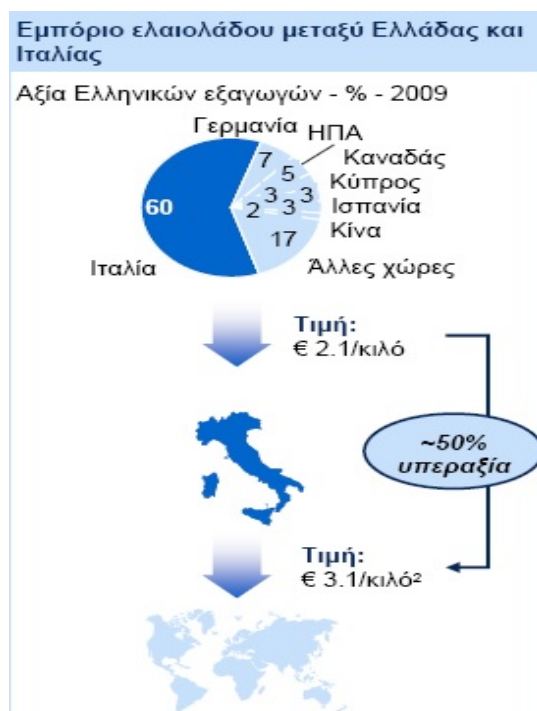 Εμπόριο ελαιολάδου μεταξύ Ελλάδας και
Ιταλίας
Αξία Ελληνικών εξαγωγών - % - 2009
Γερμανία
ΗΠΑ
Καναδάς
Κύπρος
Ισπανία
Κίνα
Άλλες χώρες
Ιταλία
60
7
5
3
3
3
2
17
Τιμή:
€ 2.1/κιλό
~50%
υπεραξία
Τιμή:
€ 3.1/κιλό²